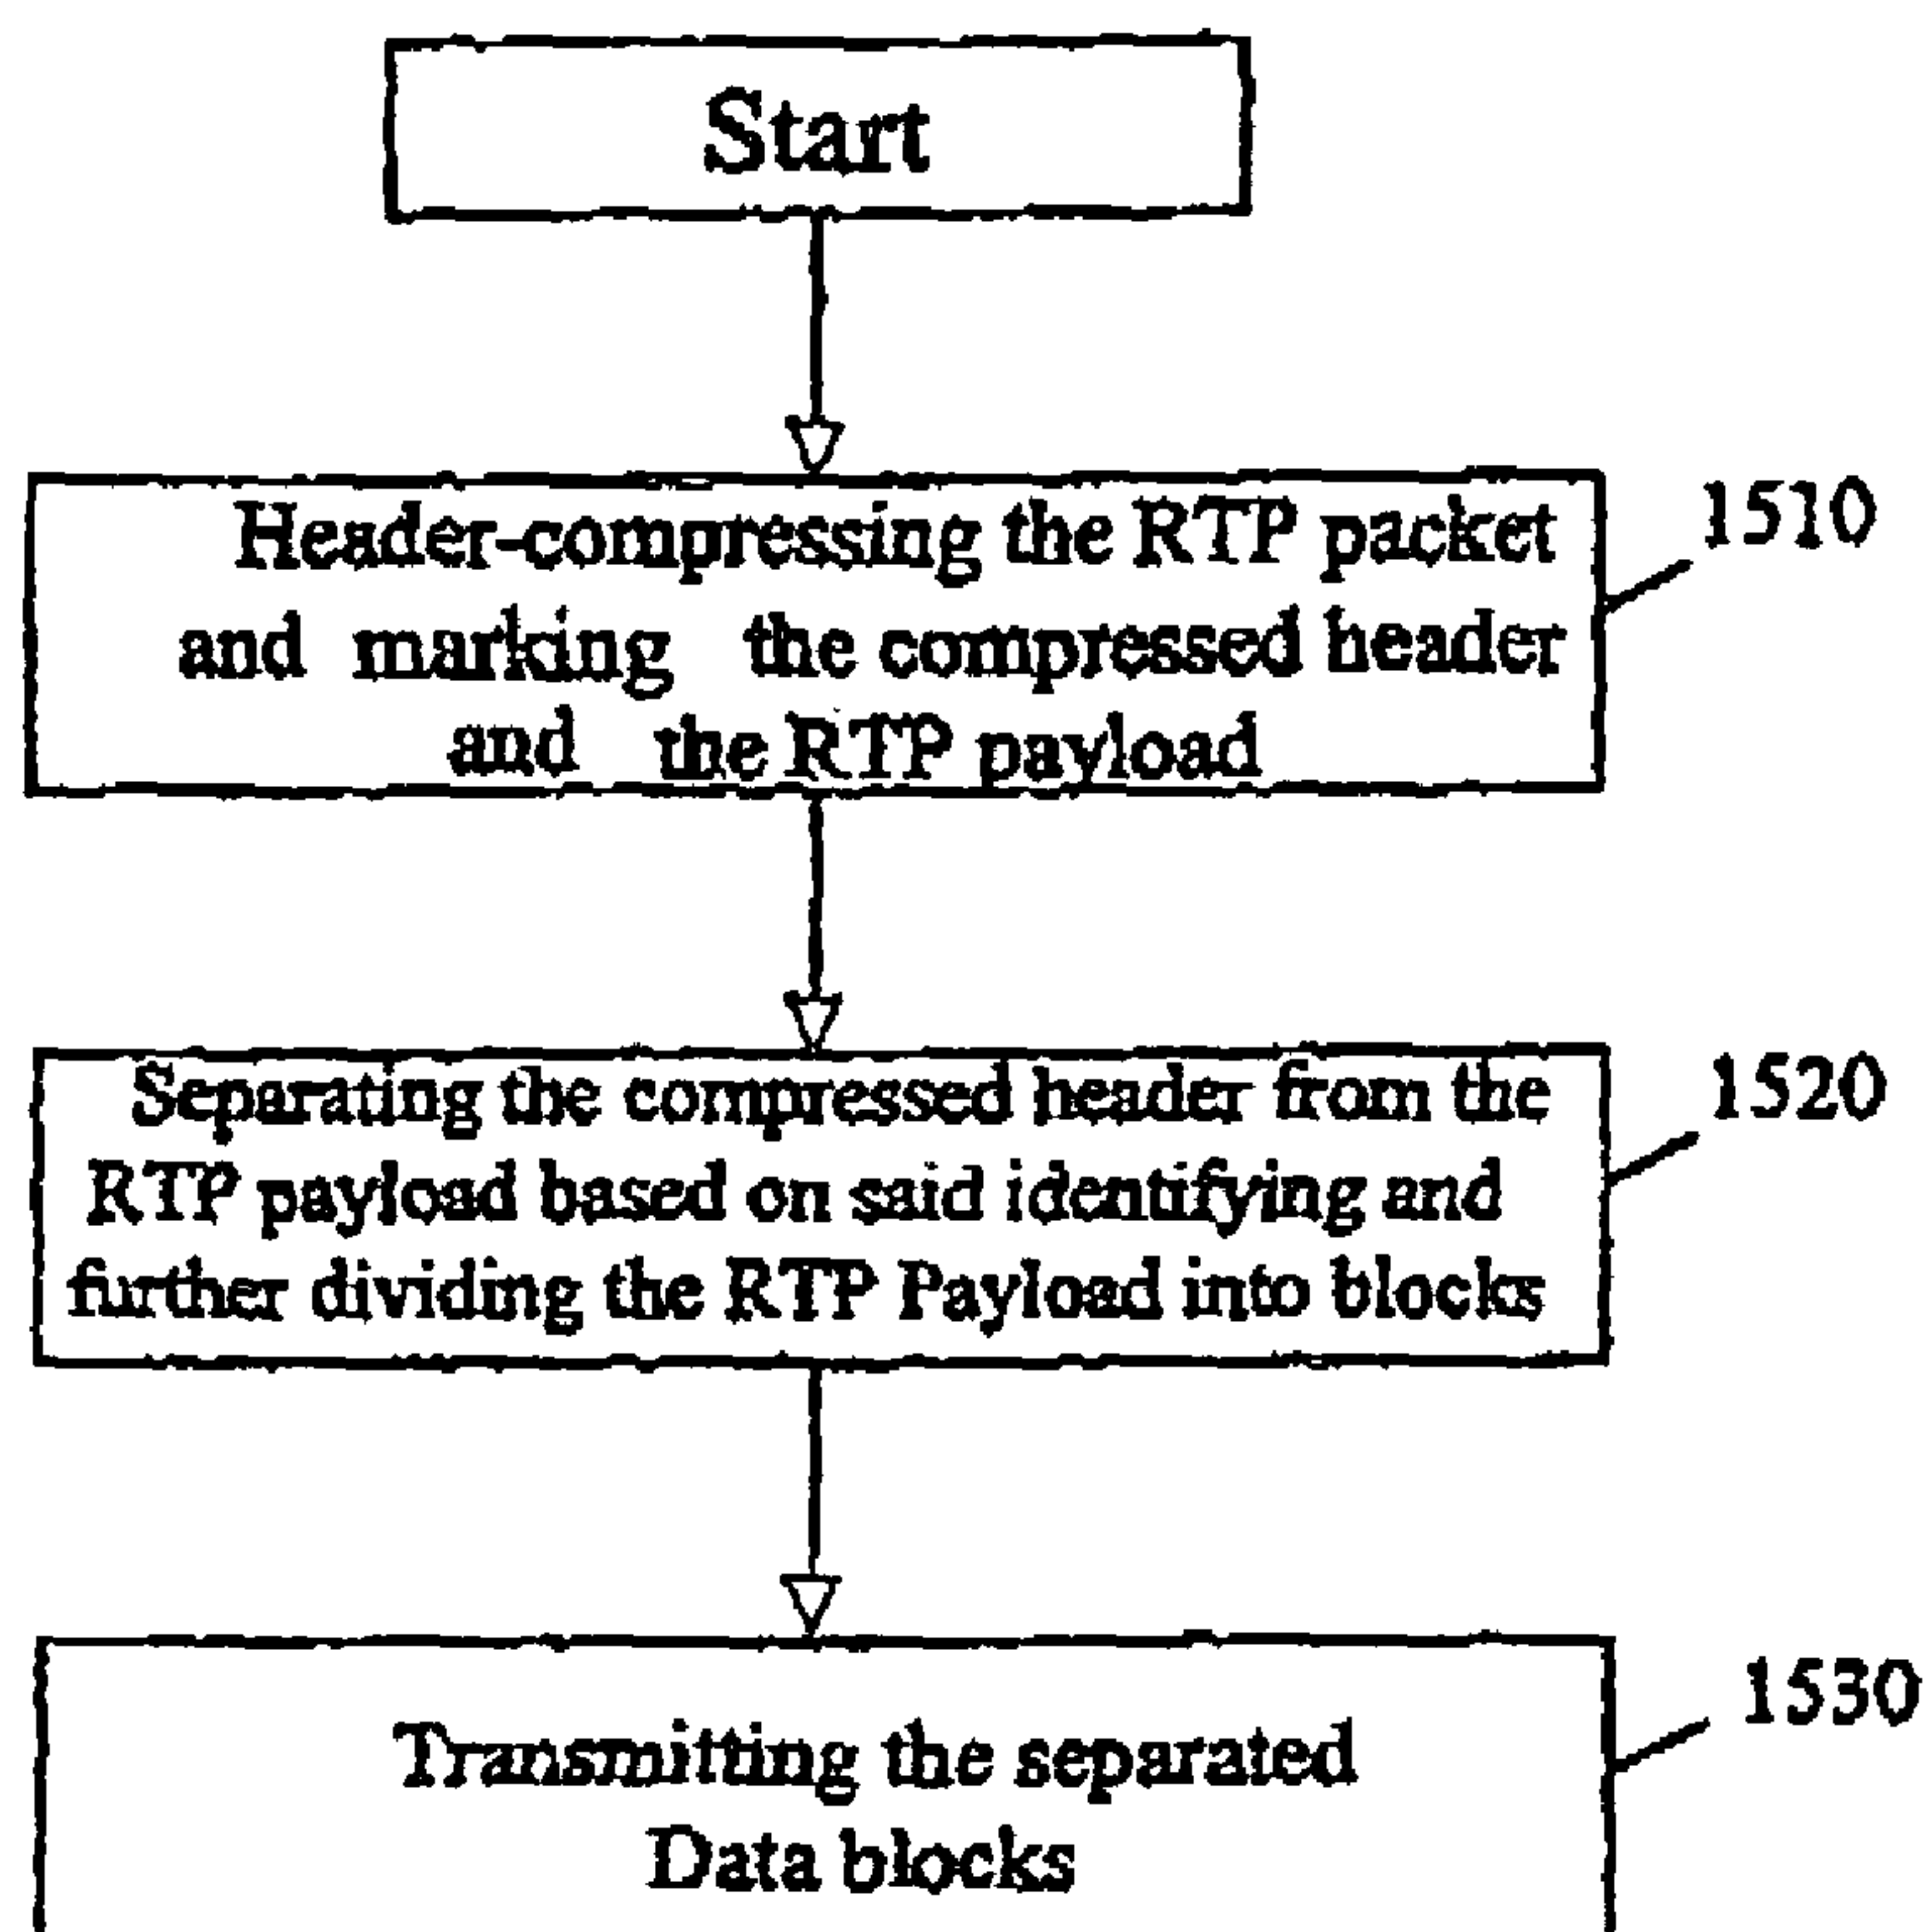 Start
Header-compressing the RTP packet
and marking the compressed header
and the RTP payload
1510
Separating the compressed header from the
RTP payload based on said identifying and
further dividing the RTP Payload into blocks
1520
Transmitting the separated
Data blocks
1530